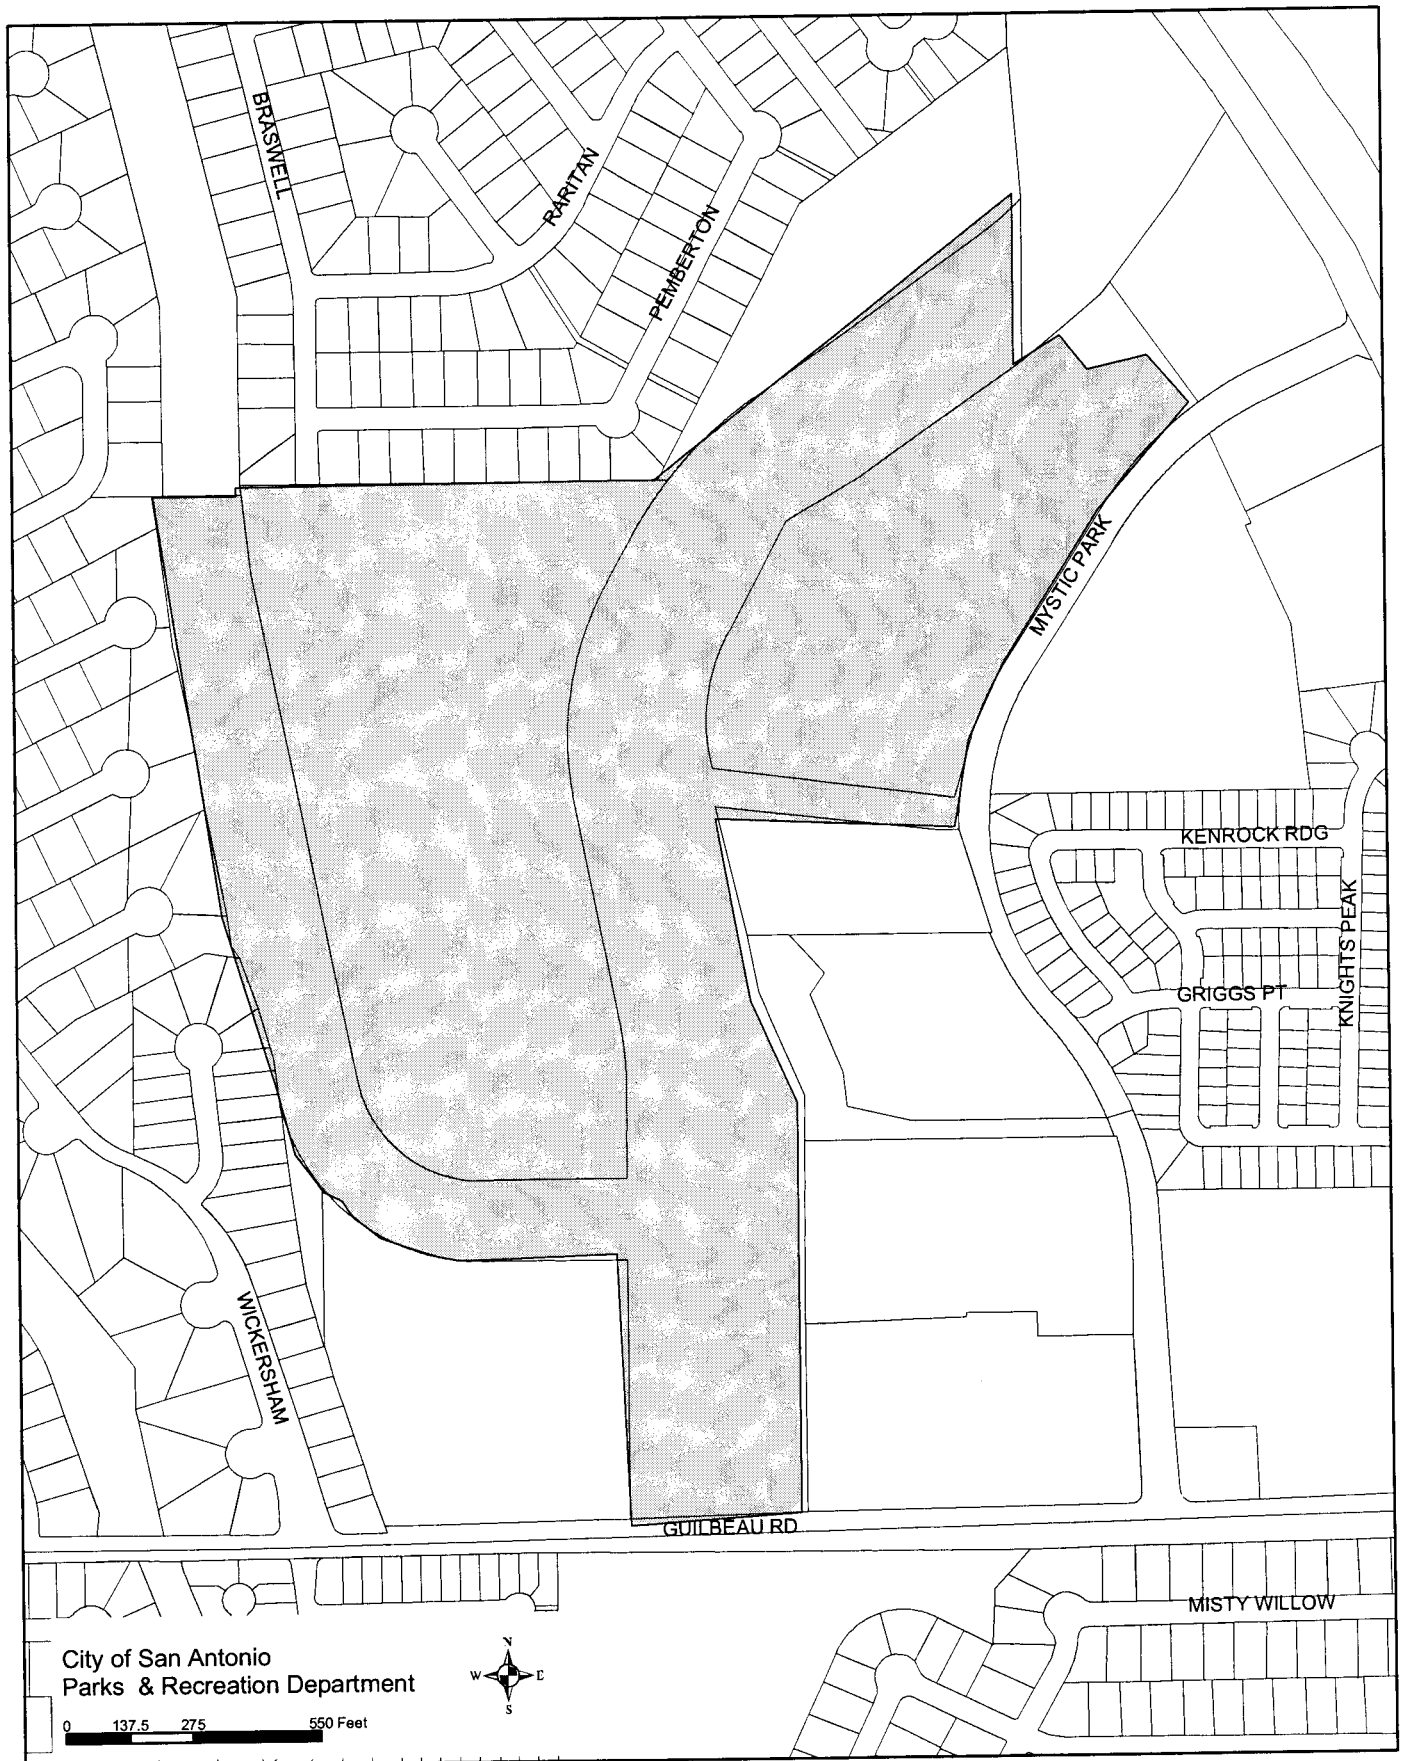 BRASWELL
RARITAN
PEMBERTON
MYSTIC PARK
KENROCK RDG
KNIGHTS PEAK
GRIGGS PT
WICKERSHAM
GUILBEAU RD
MISTY WILLOW
City of San Antonio
Parks & Recreation Department
N
W E
S
0 137.5 275 550 Feet